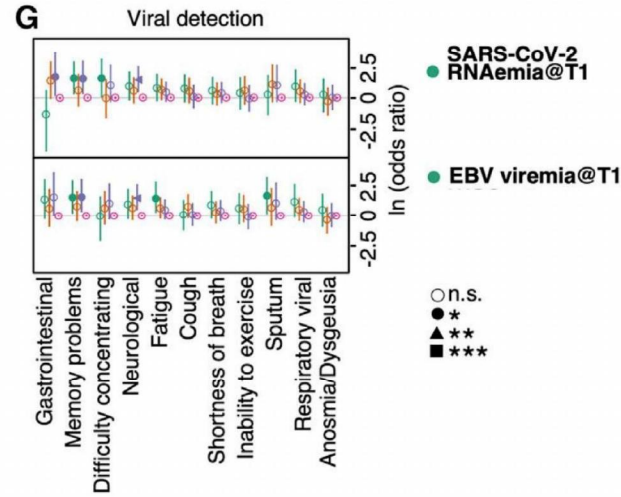 G
Viral detection
SARS-CoV-2
RNAemia@T1
2.5
0
-2.5
ln (odds ratio)
EBV viremia@T1
2.5
0
-2.5
n.s.
*
**
***
Gastrointestinal
Memory problems
Difficulty concentrating
Neurological
Fatigue
Cough
Shortness of breath
Inability to exercise
Sputum
Respiratory viral
Anosmia/Dysgeusia